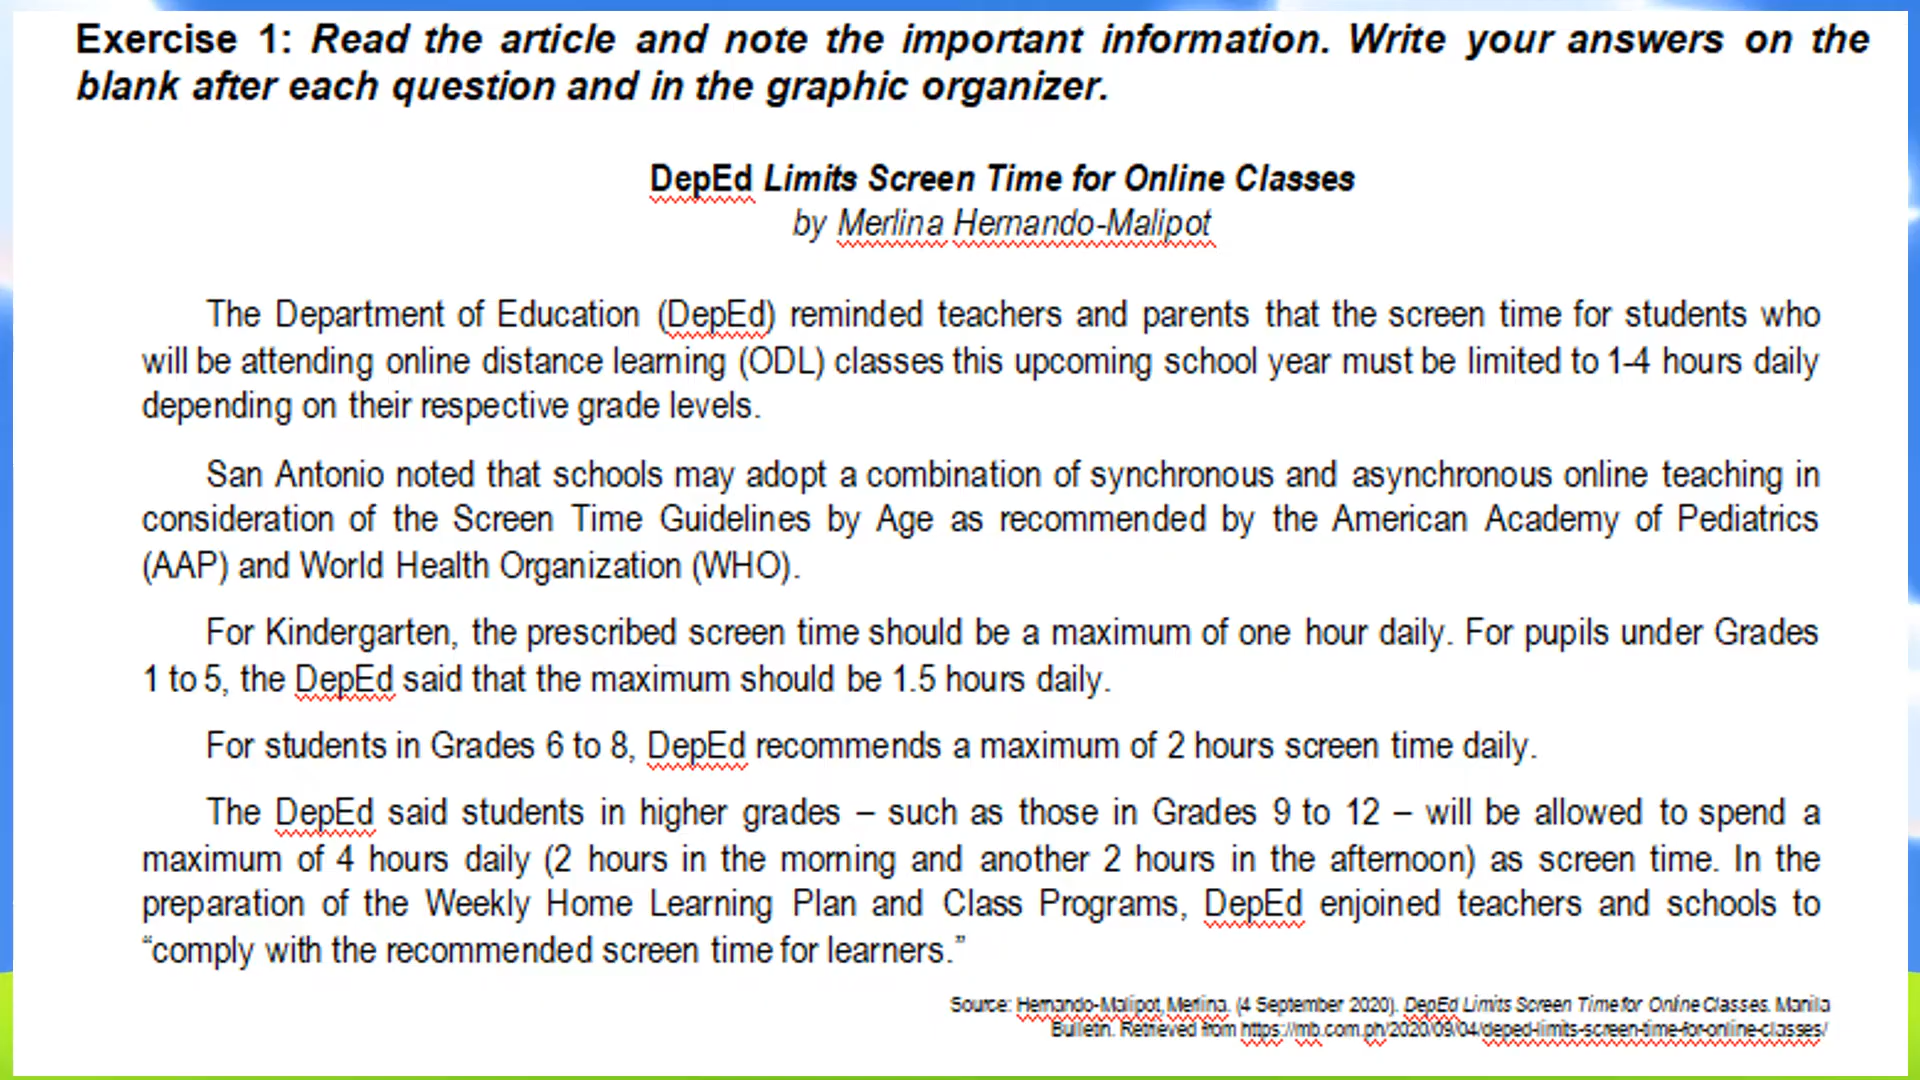 Exercise 1: Read the article and note the important information. Write your answers on the
blank after each question and in the graphic organizer.
DepEd Limits Screen Time for Online Classes
by Merlina Hernando-Malipot
The Department of Education (DepEd) reminded teachers and parents that the screen time for students who
will be attending online distance learning (ODL) classes this upcoming school year must be limited to 1-4 hours daily
depending on their respective grade levels.
San Antonio noted that schools may adopt a combination of synchronous and asynchronous online teaching in
consideration of the Screen Time Guidelines by Age as recommended by the American Academy of Pediatrics
(AAP) and World Health Organization (WHO).
For Kindergarten, the prescribed screen time should be a maximum of one hour daily. For pupils under Grades
1 to 5, the DepEd said that the maximum should be 1.5 hours daily.
For students in Grades 6 to 8, DepEd recommends a maximum of 2 hours screen time daily.
The DepEd said students in higher grades – such as those in Grades 9 to 12 – will be allowed to spend a
maximum of 4 hours daily (2 hours in the morning and another 2 hours in the afternoon) as screen time. In the
preparation of the Weekly Home Learning Plan and Class Programs, DepEd enjoined teachers and schools to
“comply with the recommended screen time for learners.”
Source: Hernando-Malipot, Merlina. (4 September 2020). DepEd Limits Screen Time for Online Classes. Manila
Bulletin. Retrieved from https://mb.com.ph/2020/09/04/deped-limits-screen-time-for-online-classes/